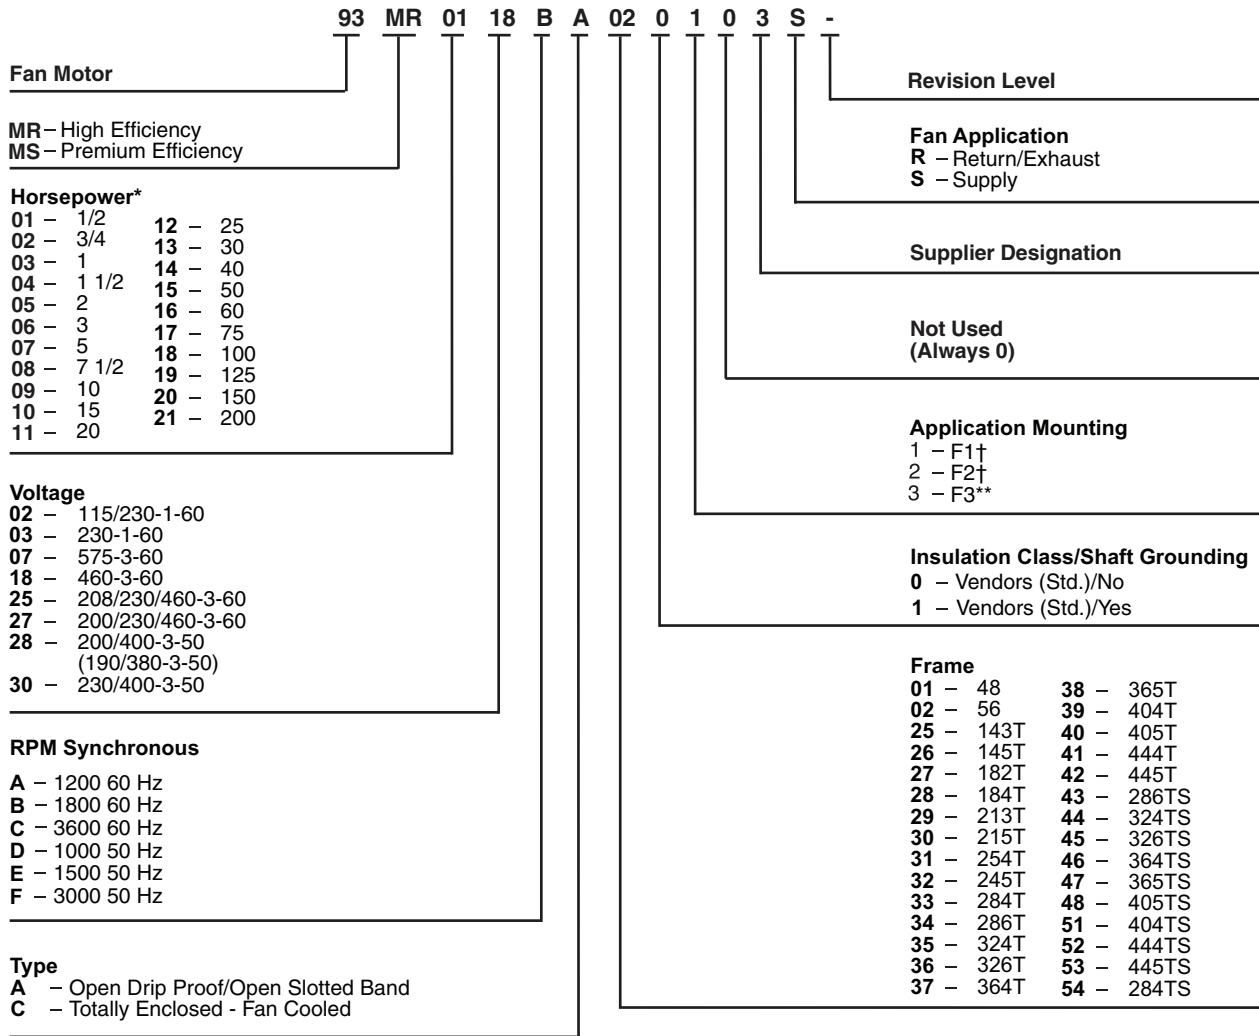 93 MR 01 18 B A 02 0 1 0 3 S -
Fan Motor
MR – High Efficiency
MS – Premium Efficiency
Horsepower*
01 – 1/2
02 – 3/4
03 – 1
04 – 1 1/2
05 – 2
06 – 3
07 – 5
08 – 7 1/2
09 – 10
10 – 15
11 – 20
12 – 25
13 – 30
14 – 40
15 – 50
16 – 60
17 – 75
18 – 100
19 – 125
20 – 150
21 – 200
Voltage
02 – 115/230-1-60
03 – 230-1-60
07 – 575-3-60
18 – 460-3-60
25 – 208/230/460-3-60
27 – 200/230/460-3-60
28 – 200/400-3-50
(190/380-3-50)
30 – 230/400-3-50
RPM Synchronous
A – 1200 60 Hz
B – 1800 60 Hz
C – 3600 60 Hz
D – 1000 50 Hz
E – 1500 50 Hz
F – 3000 50 Hz
Type
A – Open Drip Proof/Open Slotted Band
C – Totally Enclosed - Fan Cooled
Revision Level
Fan Application
R – Return/Exhaust
S – Supply
Supplier Designation
Not Used
(Always 0)
Application Mounting
1 – F1†
2 – F2†
3 – F3**
Insulation Class/Shaft Grounding
0 – Vendors (Std.)/No
1 – Vendors (Std.)/Yes
Frame
01 – 48
02 – 56
25 – 143T
26 – 145T
27 – 182T
28 – 184T
29 – 213T
30 – 215T
31 – 254T
32 – 245T
33 – 284T
34 – 286T
35 – 324T
36 – 326T
37 – 364T
38 – 365T
39 – 404T
40 – 405T
41 – 444T
42 – 445T
43 – 286TS
44 – 324TS
45 – 326TS
46 – 364TS
47 – 365TS
48 – 405TS
51 – 404TS
52 – 444TS
53 – 445TS
54 – 284TS